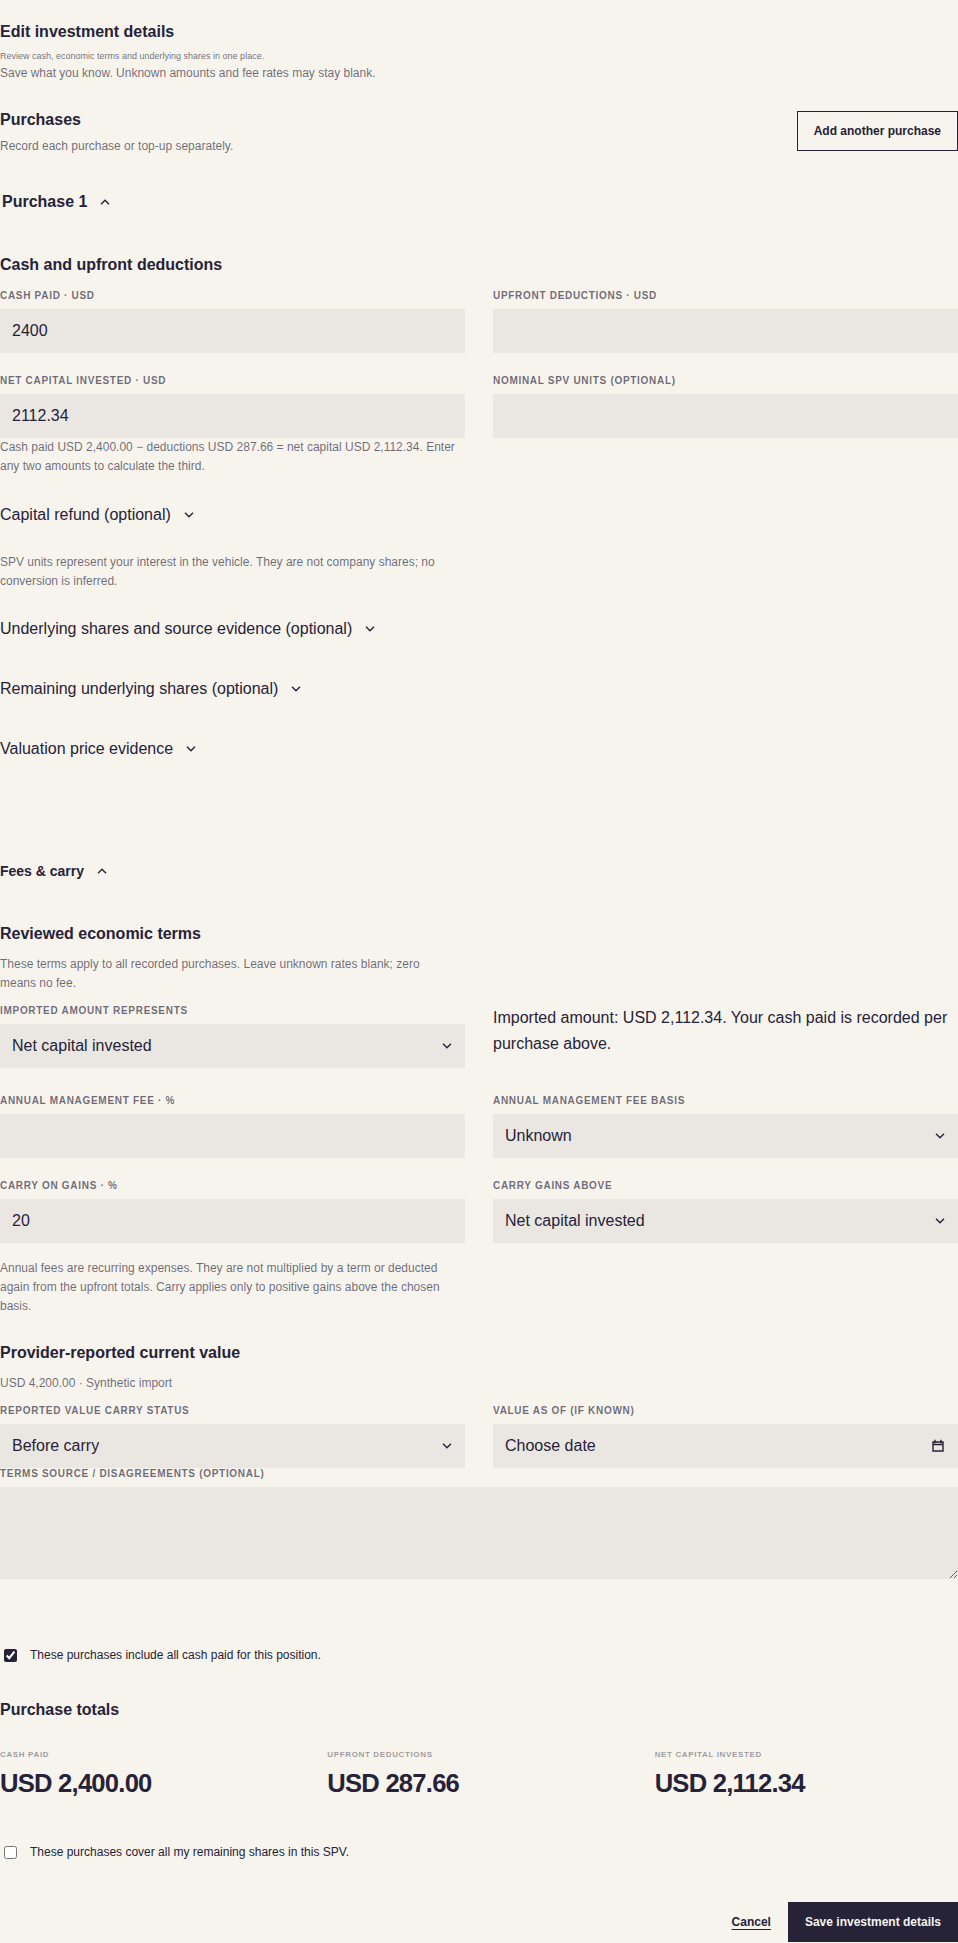 Edit investment details
Review cash, economic terms and underlying shares in one place.
Save what you know. Unknown amounts and fee rates may stay blank.
Purchases
Record each purchase or top-up separately.
Add another purchase
Purchase 1
Cash and upfront deductions
CASH PAID · USD
UPFRONT DEDUCTIONS · USD
2400
NET CAPITAL INVESTED · USD
NOMINAL SPV UNITS (OPTIONAL)
2112.34
Cash paid USD 2,400.00 − deductions USD 287.66 = net capital USD 2,112.34. Enter
any two amounts to calculate the third.
Capital refund (optional)
SPV units represent your interest in the vehicle. They are not company shares; no
conversion is inferred.
Underlying shares and source evidence (optional)
Remaining underlying shares (optional)
Valuation price evidence
Fees & carry
Reviewed economic terms
These terms apply to all recorded purchases. Leave unknown rates blank; zero
means no fee.
IMPORTED AMOUNT REPRESENTS
Net capital invested
Imported amount: USD 2,112.34. Your cash paid is recorded per
purchase above.
ANNUAL MANAGEMENT FEE · %
ANNUAL MANAGEMENT FEE BASIS
Unknown
CARRY ON GAINS · %
CARRY GAINS ABOVE
20
Net capital invested
Annual fees are recurring expenses. They are not multiplied by a term or deducted
again from the upfront totals. Carry applies only to positive gains above the chosen
basis.
Provider-reported current value
USD 4,200.00 · Synthetic import
REPORTED VALUE CARRY STATUS
VALUE AS OF (IF KNOWN)
Before carry
Choose date
TERMS SOURCE / DISAGREEMENTS (OPTIONAL)
These purchases include all cash paid for this position.
Purchase totals
CASH PAID
UPFRONT DEDUCTIONS
NET CAPITAL INVESTED
USD 2,400.00
USD 287.66
USD 2,112.34
These purchases cover all my remaining shares in this SPV.
Cancel
Save investment details